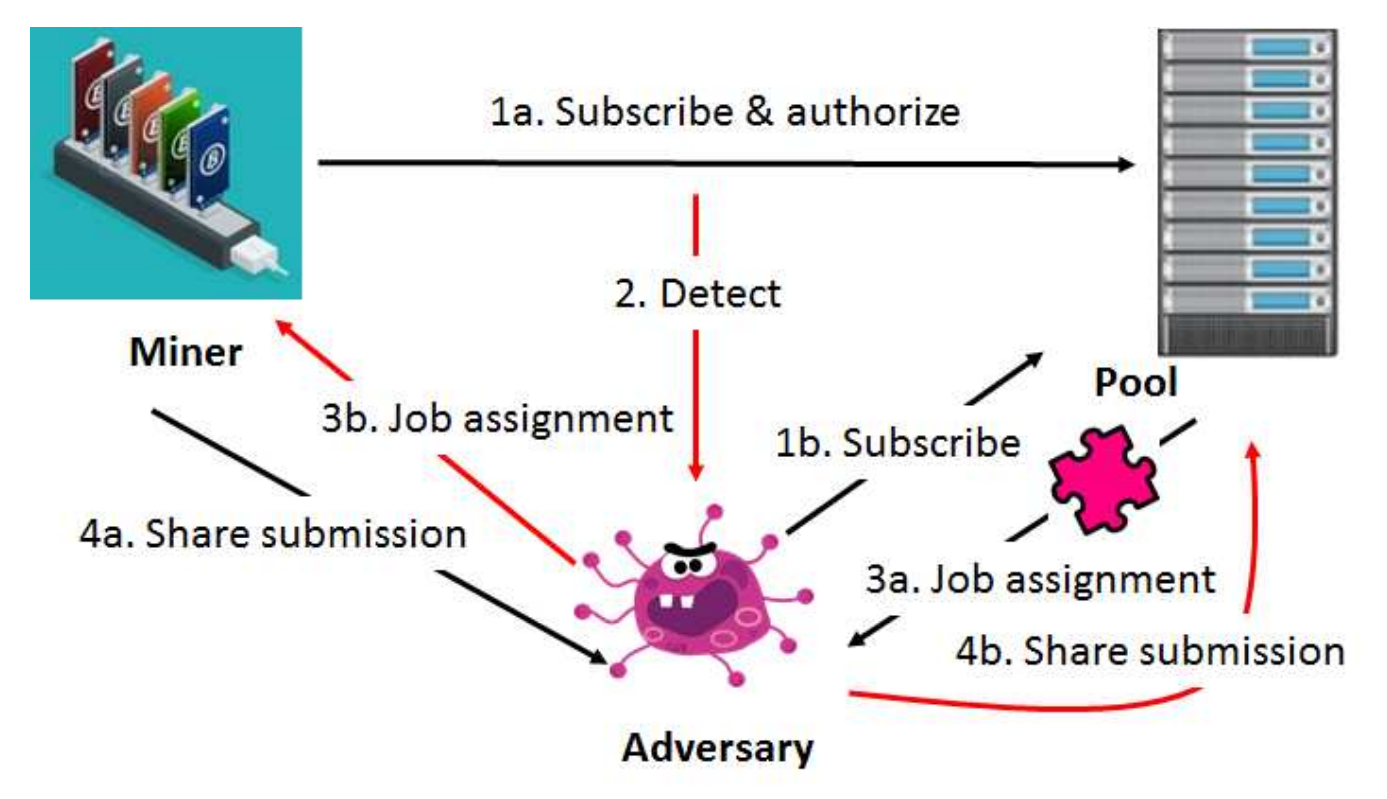 1a. Subscribe & authorize
2. Detect
Miner
Pool
3b. Job assignment
1b. Subscribe
4a. Share submission
3a. Job assignment
4b. Share submission
Adversary